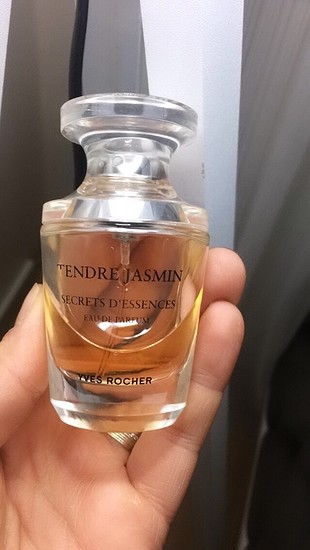 TENDRE JASMIN
SECRETS D'ESSENCES
EAU DE PARFUM
YVES ROCHER